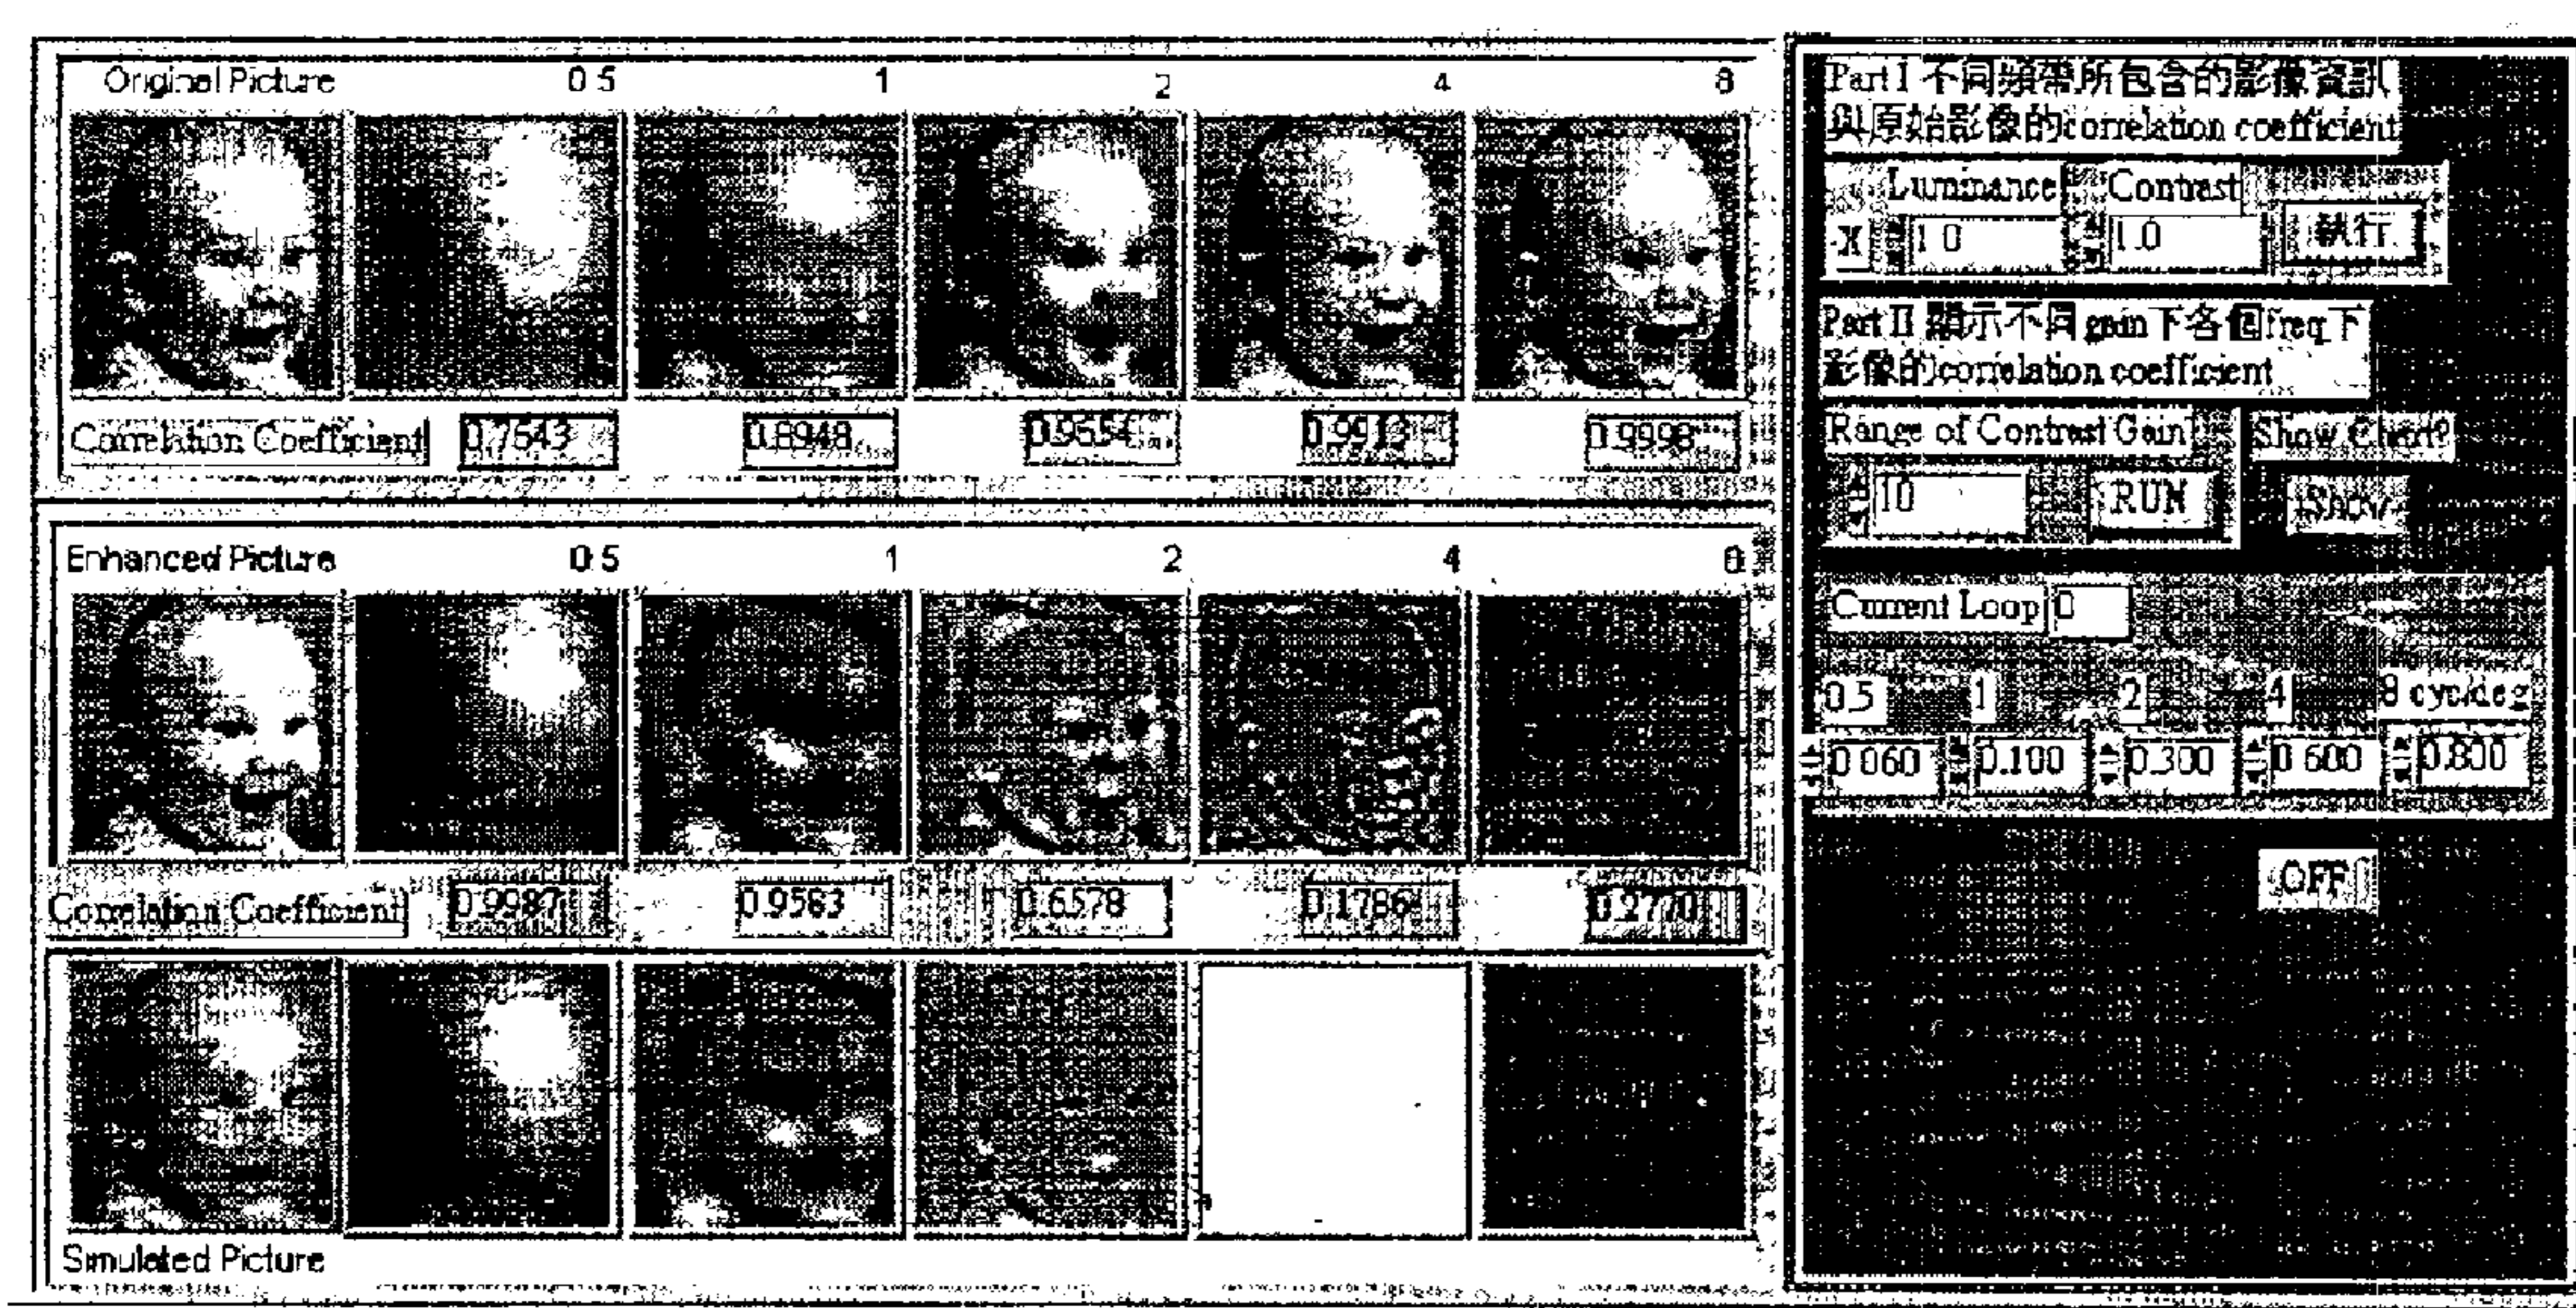 Original Picture 0.5 1 2 4 8
Correlation Coefficient 0.7643 0.8948 0.9654 0.9913 0.9998
Enhanced Picture 0.5 1 2 4 8
Correlation Coefficient 0.9987 0.9583 0.6578 0.1786 0.2770
Simulated Picture
Part I 不同頻帶所包含的影像資訊
與原始影像的correlation coefficient
Luminance Contrast
X 1.0 1.0 執行
Part II 顯示不同gain下各個freq下
影像的correlation coefficient
Range of Contrast Gain Show Chart?
10 RUN Show
Current Loop 0
0.5 1 2 4 8 cyc/deg
0.060 0.100 0.300 0.600 0.800
OFF